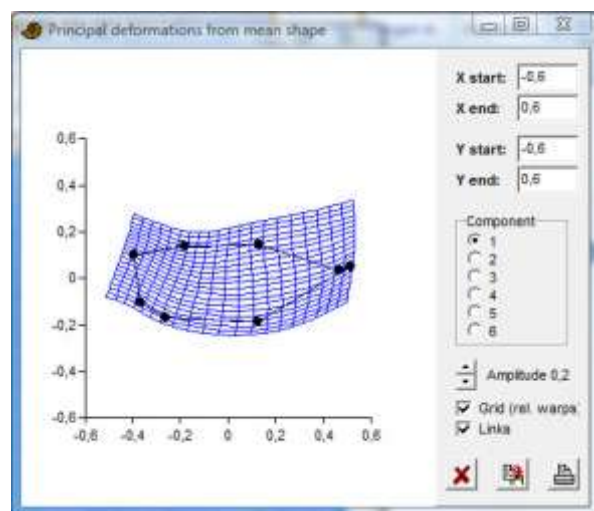 Principal deformations from mean shape
X start: -0,6
X end: 0,6
Y start: -0,6
Y end: 0,6
Component
1
2
3
4
5
6
Amplitude 0,2
Grid (rel. warps)
Links
0,6
0,4
0,2
0
-0,2
-0,4
-0,6
-0,6 -0,4 -0,2 0 0,2 0,4 0,6